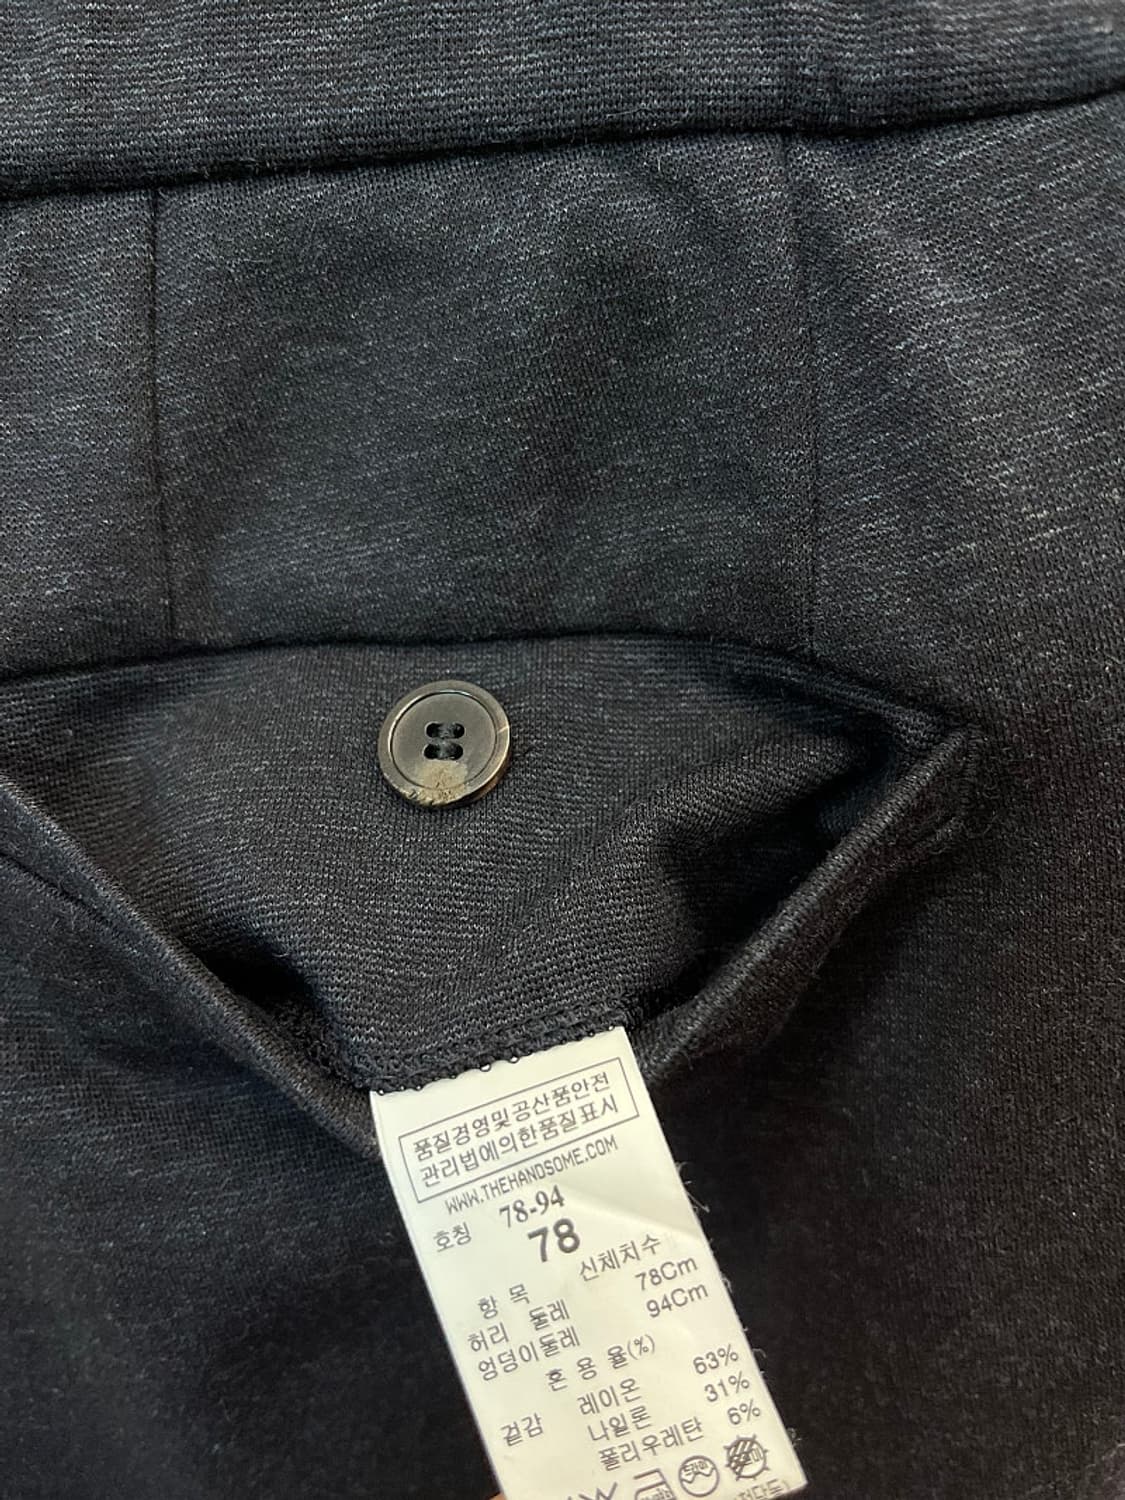 품질경영및공산품안전
관리법에의한품질표시
WWW.THEHANDSOME.COM
호칭 78-94
78
항 목 신체치수
허리 둘레 78Cm
엉덩이둘레 94Cm
혼 용 율(%)
겉감 레이온 63%
나일론 31%
폴리우레탄 6%